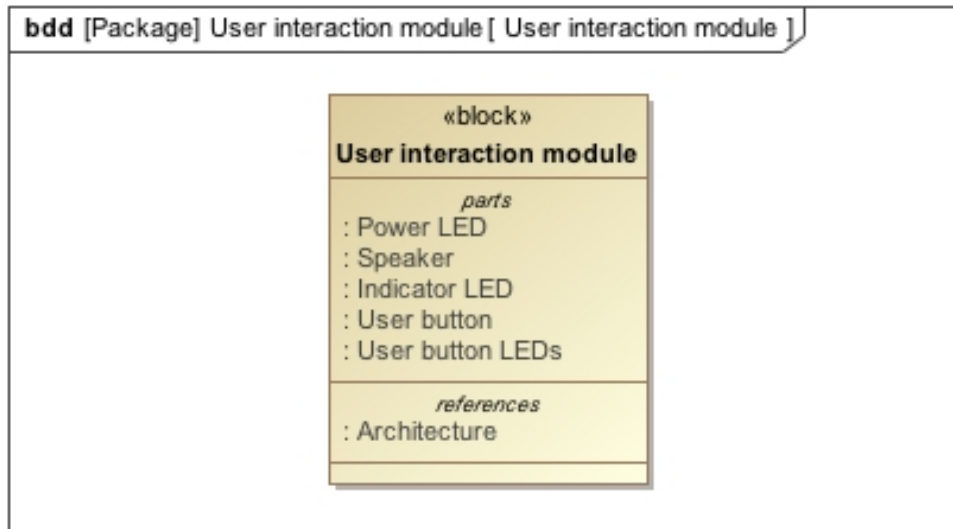 bdd [Package] User interaction module [ User interaction module ]
«block»
User interaction module
parts
: Power LED
: Speaker
: Indicator LED
: User button
: User button LEDs
references
: Architecture